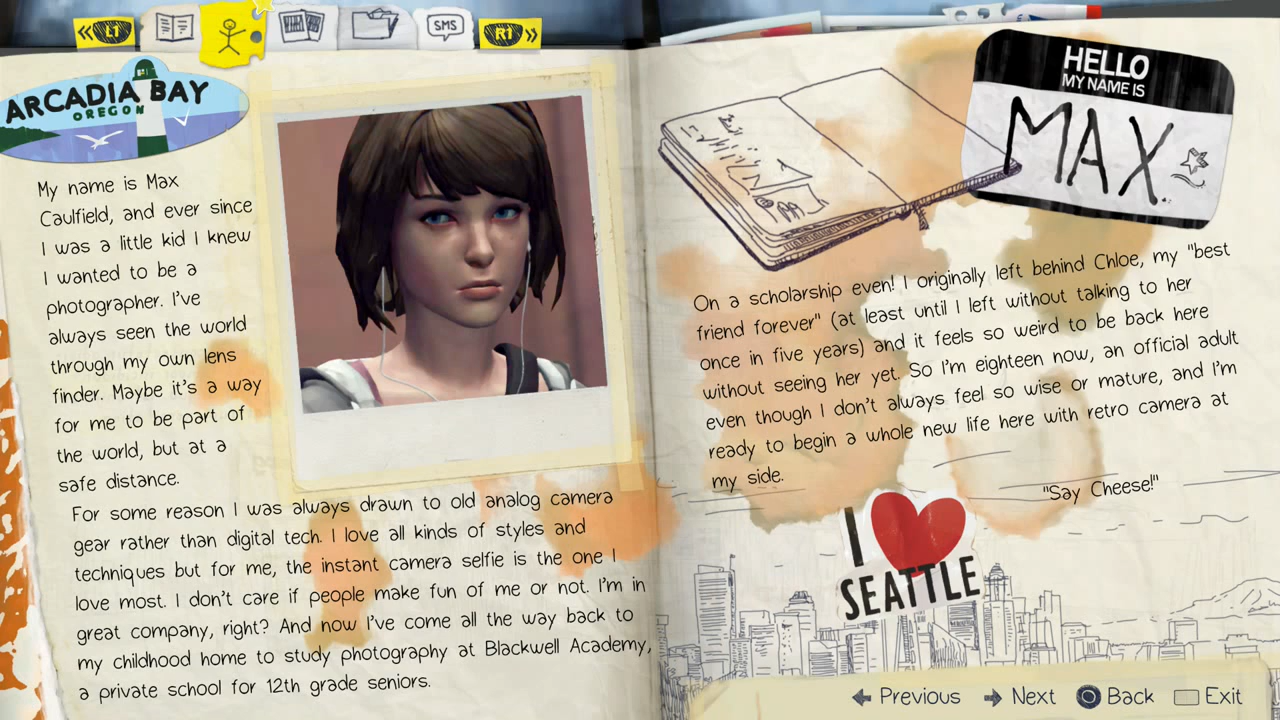 L1
SMS
R1
ARCADIA BAY
OREGON
My name is Max
Caulfield, and ever since
I was a little kid I knew
I wanted to be a
photographer. I've
always seen the world
through my own lens
finder. Maybe it's a way
for me to be part of
the world, but at a
safe distance.
For some reason I was always drawn to old analog camera
gear rather than digital tech. I love all kinds of styles and
techniques but for me, the instant camera selfie is the one I
love most. I don't care if people make fun of me or not. I'm in
great company, right? And now I've come all the way back to
my childhood home to study photography at Blackwell Academy,
a private school for 12th grade seniors.
HELLO
MY NAME IS
MAX
On a scholarship even! I originally left behind Chloe, my "best
friend forever" (at least until I left without talking to her
once in five years) and it feels so weird to be back here
without seeing her yet. So I'm eighteen now, an official adult
even though I don't always feel so wise or mature, and I'm
ready to begin a whole new life here with retro camera at
my side.
"Say Cheese!"
I
SEATTLE
Previous Next Back Exit